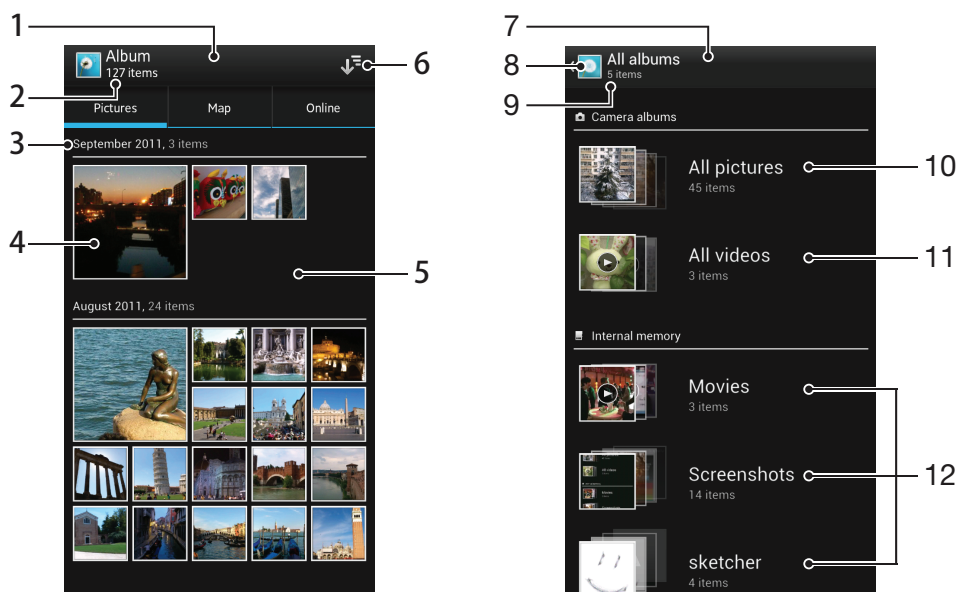 1
Album
127 items
6
2
Pictures
Map
Online
3
September 2011, 3 items
4
5
August 2011, 24 items
7
8
All albums
5 items
9
Camera albums
All pictures
45 items
10
All videos
3 items
11
Internal memory
Movies
3 items
Screenshots
14 items
12
sketcher
4 items